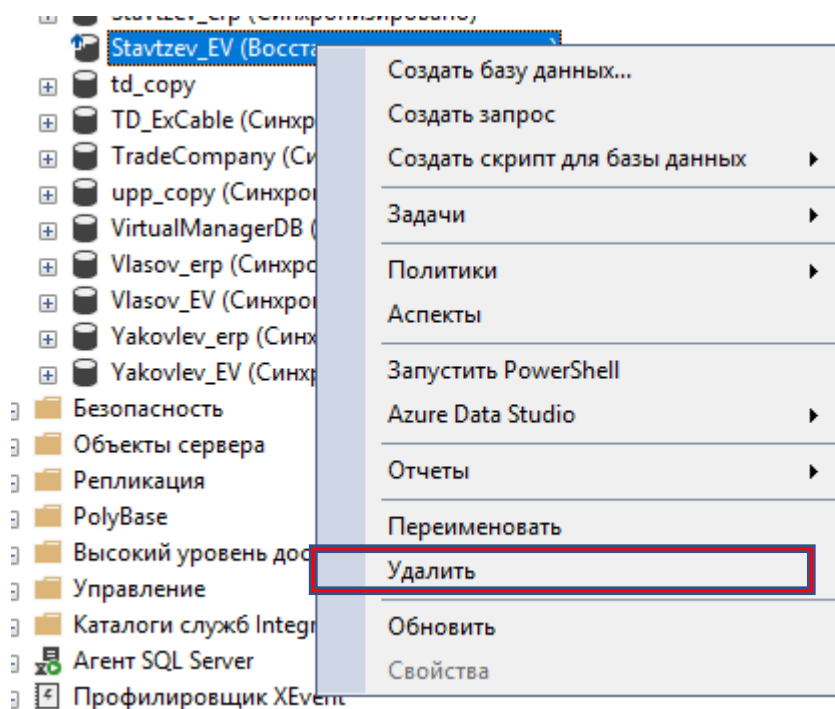 Stavtzev_erp (Синхронизировано)
Stavtzev_EV (Восста
td_copy
TD_ExCable (Синхр
TradeCompany (Си
upp_copy (Синхро
VirtualManagerDB (
Vlasov_erp (Синхро
Vlasov_EV (Синхро
Yakovlev_erp (Синх
Yakovlev_EV (Синхр
Безопасность
Объекты сервера
Репликация
PolyBase
Высокий уровень дос
Управление
Каталоги служб Integr
Агент SQL Server
Профилировщик XEvent
Создать базу данных...
Создать запрос
Создать скрипт для базы данных
Задачи
Политики
Аспекты
Запустить PowerShell
Azure Data Studio
Отчеты
Переименовать
Удалить
Обновить
Свойства